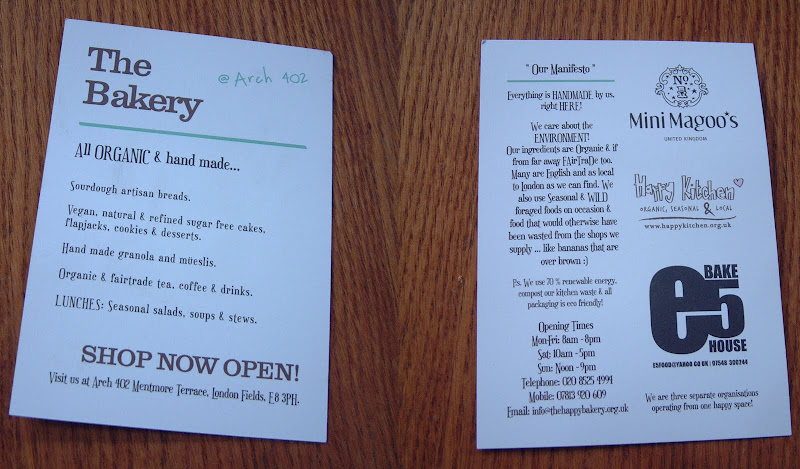 The
Bakery
@ Arch 402
All ORGANIC & hand made...
Sourdough artisan breads.
Vegan, natural & refined sugar free cakes,
flapjacks, cookies & desserts.
Hand made granola and müeslis.
Organic & fairtrade tea, coffee & drinks.
LUNCHES: Seasonal salads, soups & stews.
SHOP NOW OPEN!
Visit us at Arch 402 Mentmore Terrace, London Fields, E8 3PH.
" Our Manifesto "
Everything is HANDMADE by us,
right HERE!
We care about the
ENVIRONMENT!
Our ingredients are Organic & if
from far away FAirTraDe too.
Many are English and as local
to London as we can find. We
also use Seasonal & WILD
foraged foods on occasion &
food that would otherwise have
been wasted from the shops we
supply ... like bananas that are
over brown :)
Ps. We use 70 % renewable energy,
compost our kitchen waste & all
packaging is eco friendly!
Opening Times
Mon-Fri: 8am - 8pm
Sat: 10am - 5pm
Sun: Noon - 9pm
Telephone: 020 8525 4994
Mobile: 07813 920 609
Email: info@thehappybakery.org.uk
No
Mini Magoo's
UNITED KINGDOM
Happy Kitchen
ORGANIC, SEASONAL & LOCAL
www.happykitchen.org.uk
e5
BAKE
HOUSE
E5FOOD@YAHOO.CO UK : 07548 300244
We are three separate organisations
operating from one happy space!